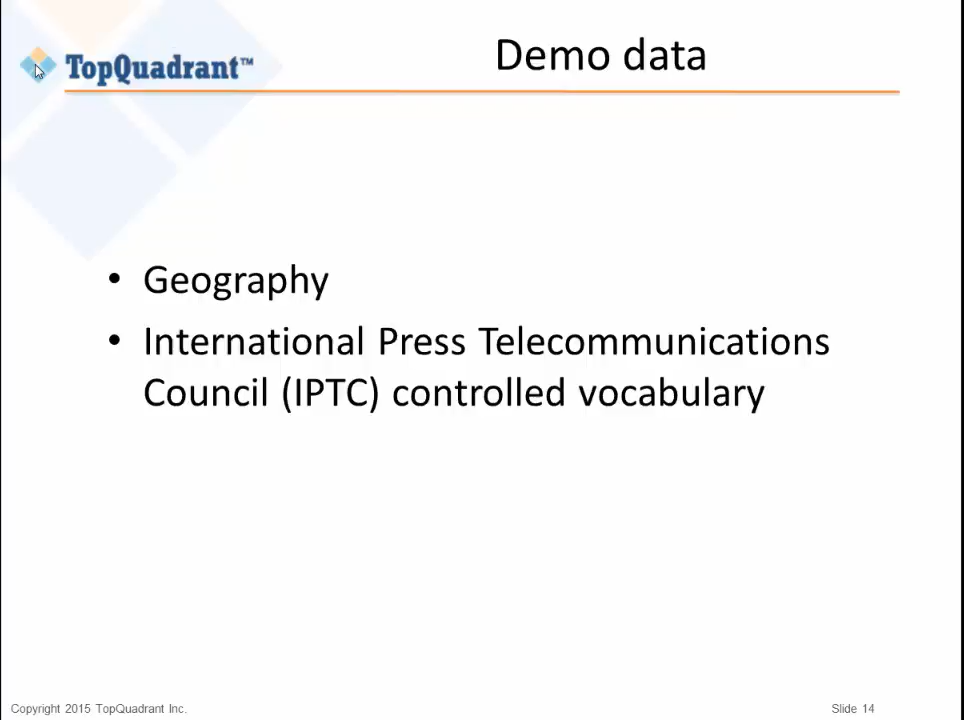 TopQuadrant™
Demo data
• Geography
• International Press Telecommunications
Council (IPTC) controlled vocabulary
Copyright 2015 TopQuadrant Inc.
Slide 14